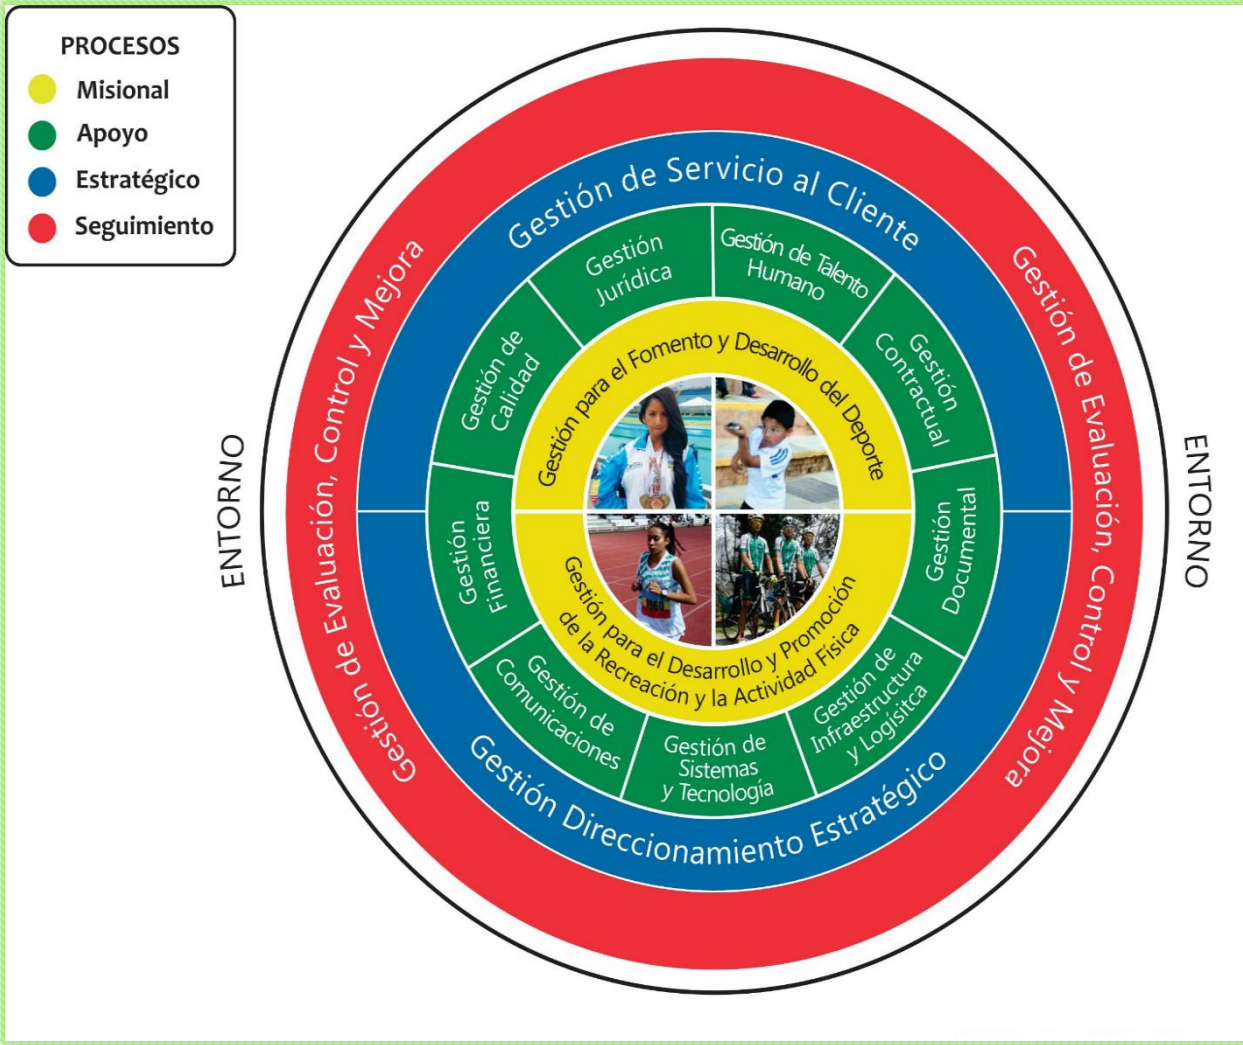 PROCESOS
Misional
Apoyo
Estratégico
Seguimiento
ENTORNO
ENTORNO
Gestión de Evaluación, Control y Mejora
Gestión de Evaluación, Control y Mejora
Gestión de Servicio al Cliente
Gestión
Jurídica
Gestión de Talento
Humano
Gestión
Contractual
Gestión
Documental
Gestión de
Infraestructura
y Logísitca
Gestión de
Sistemas
y Tecnología
Gestión de
Comunicaciones
Gestión
Financiera
Gestión de
Calidad
Gestión para el Fomento y Desarrollo del Deporte
Gestión para el Desarrollo y Promoción
de la Recreación y la Actividad Física
Gestión Direccionamiento Estratégico